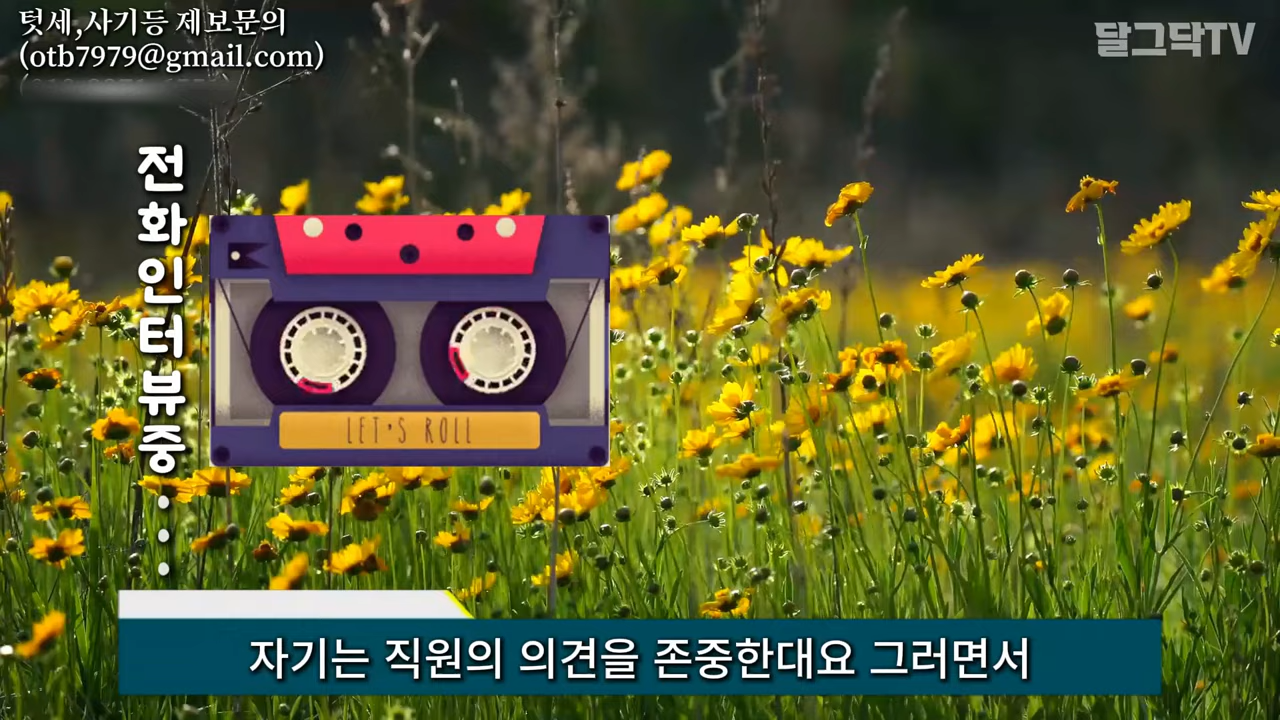 텃세,사기등 제보문의
(otb7979@gmail.com)
달그닥TV
전화인터뷰중...
LET'S ROLL
자기는 직원의 의견을 존중한대요 그러면서